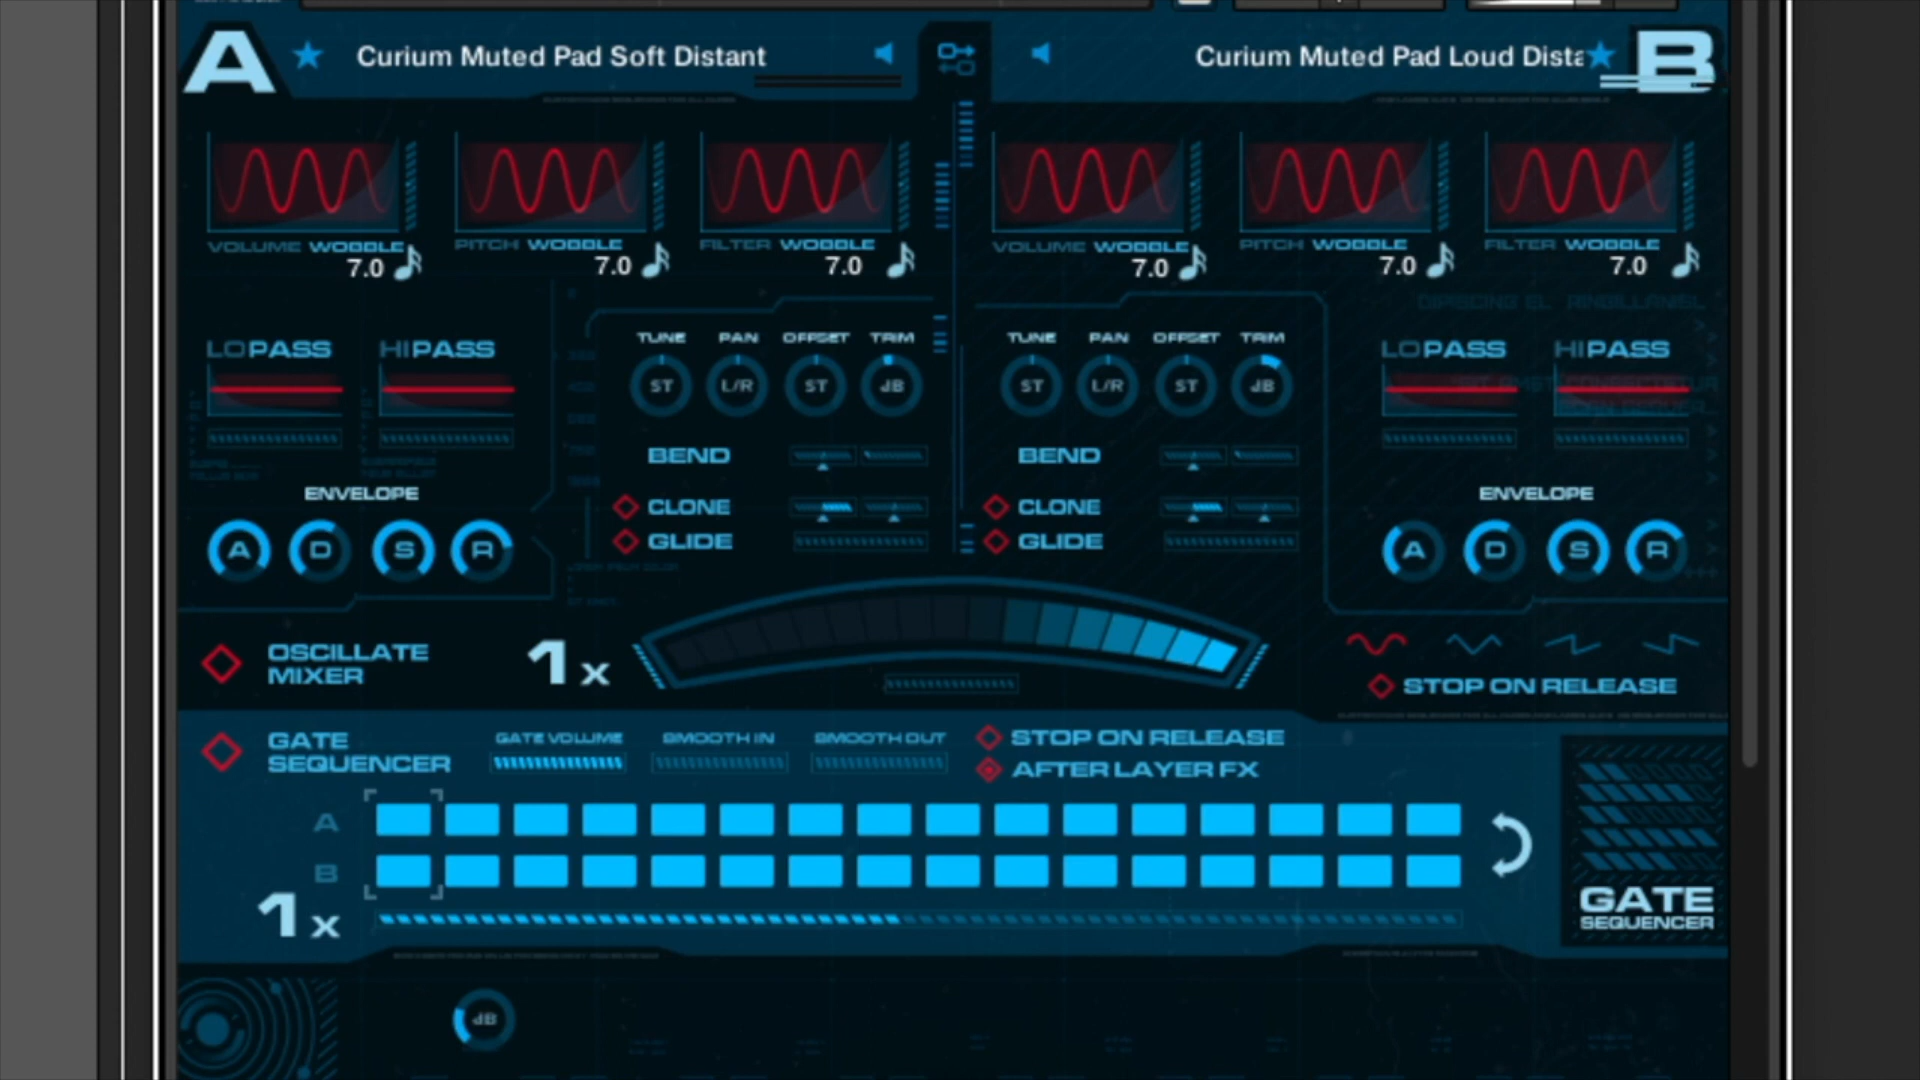 A
Curium Muted Pad Soft Distant
Curium Muted Pad Loud Dista
B
VOLUME WOBBLE
7.0
PITCH WOBBLE
7.0
FILTER WOBBLE
7.0
VOLUME WOBBLE
7.0
PITCH WOBBLE
7.0
FILTER WOBBLE
7.0
LOPASS
HIPASS
TUNE PAN OFFSET TRIM
ST L/R ST dB
TUNE PAN OFFSET TRIM
ST L/R ST dB
LOPASS
HIPASS
BEND
CLONE
GLIDE
BEND
CLONE
GLIDE
ENVELOPE
A D S R
ENVELOPE
A D S R
OSCILLATE
MIXER
1x
STOP ON RELEASE
GATE
SEQUENCER
GATE VOLUME
SMOOTH IN
SMOOTH OUT
STOP ON RELEASE
AFTER LAYER FX
A
B
1x
GATE
SEQUENCER
dB